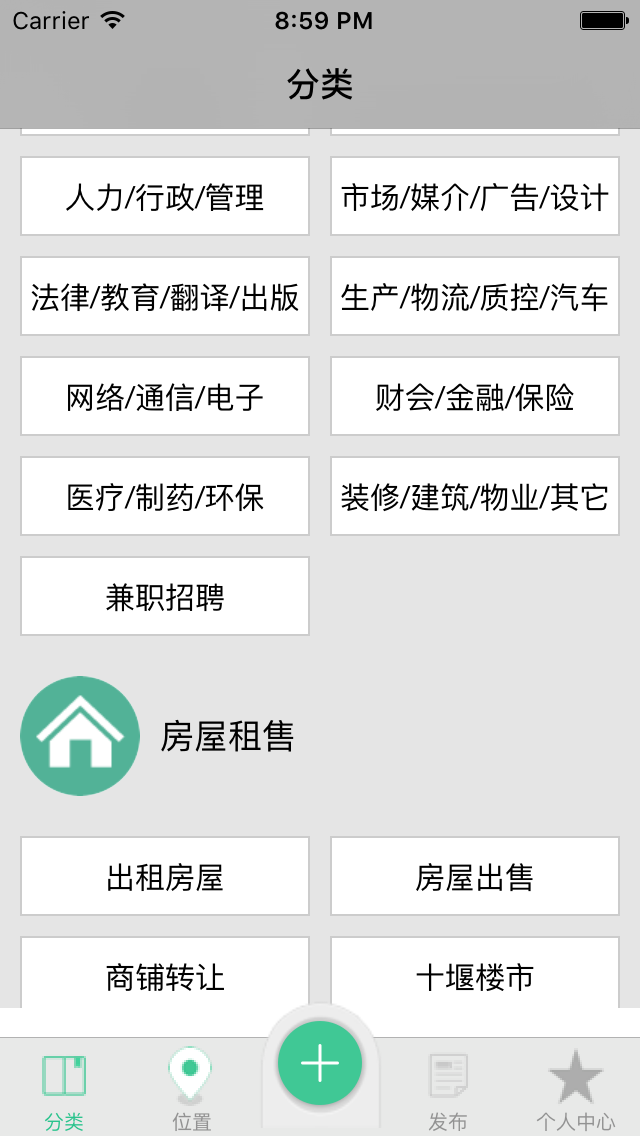 Carrier 8:59 PM
分类
人力/行政/管理 市场/媒介/广告/设计
法律/教育/翻译/出版 生产/物流/质控/汽车
网络/通信/电子 财会/金融/保险
医疗/制药/环保 装修/建筑/物业/其它
兼职招聘
房屋租售
出租房屋 房屋出售
商铺转让 十堰楼市
分类 位置 发布 个人中心